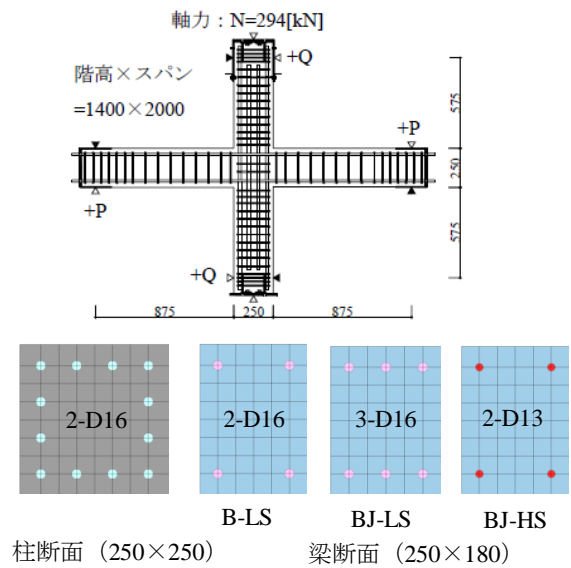 軸力：N=294[kN]
+Q
階高×スパン
=1400×2000
575
+P
+P
250
575
+Q
875
250
875
2-D16
2-D16
3-D16
2-D13
B-LS
BJ-LS
BJ-HS
柱断面（250×250）
梁断面（250×180）